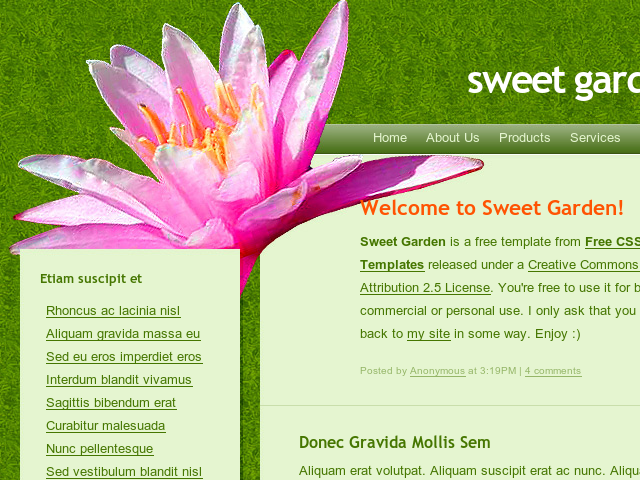 sweet gard
Home About Us Products Services
Welcome to Sweet Garden!
Sweet Garden is a free template from Free CSS
Templates released under a Creative Commons
Attribution 2.5 License. You're free to use it for b
commercial or personal use. I only ask that you
back to my site in some way. Enjoy :)
Posted by Anonymous at 3:19PM | 4 comments
Etiam suscipit et
Rhoncus ac lacinia nisl
Aliquam gravida massa eu
Sed eu eros imperdiet eros
Interdum blandit vivamus
Sagittis bibendum erat
Curabitur malesuada
Nunc pellentesque
Sed vestibulum blandit nisl
Donec Gravida Mollis Sem
Aliquam erat volutpat. Aliquam suscipit erat ac nunc. Aliqu